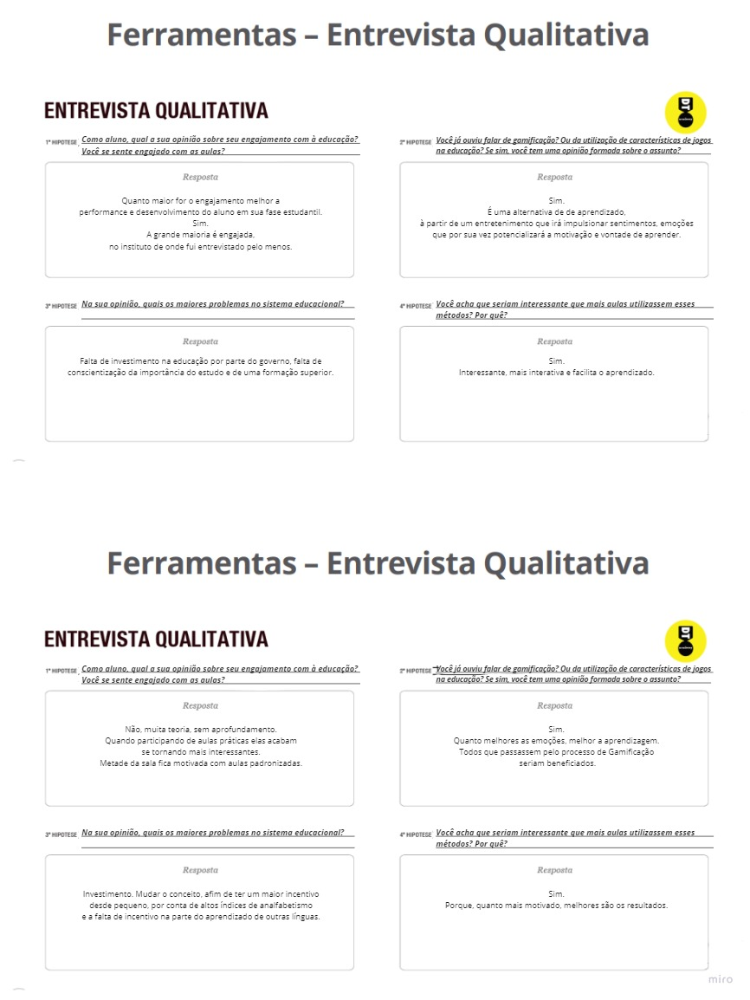 Ferramentas – Entrevista Qualitativa
ENTREVISTA QUALITATIVA
DT
1ª HIPOTESE Como aluno, qual a sua opinião sobre seu engajamento com à educação?
Você se sente engajado com as aulas?
Resposta
Quanto maior for o engajamento melhor a
performance e desenvolvimento do aluno em sua fase estudantil.
Sim.
A grande maioria é engajada,
no instituto de onde fui entrevistado pelo menos.
2ª HIPOTESE Você já ouviu falar de gamificação? Ou da utilização de características de jogos
na educação? Se sim, você tem uma opinião formada sobre o assunto?
Resposta
Sim.
É uma alternativa de de aprendizado,
à partir de um entretenimento que irá impulsionar sentimentos, emoções
que por sua vez potencializará a motivação e vontade de aprender.
3ª HIPOTESE Na sua opinião, quais os maiores problemas no sistema educacional?
Resposta
Falta de investimento na educação por parte do governo, falta de
conscientização da importância do estudo e de uma formação superior.
4ª HIPOTESE Você acha que seriam interessante que mais aulas utilizassem esses
métodos? Por quê?
Resposta
Sim.
Interessante, mais interativa e facilita o aprendizado.
Ferramentas – Entrevista Qualitativa
ENTREVISTA QUALITATIVA
DT
1ª HIPOTESE Como aluno, qual a sua opinião sobre seu engajamento com à educação?
Você se sente engajado com as aulas?
Resposta
Não, muita teoria, sem aprofundamento.
Quando participando de aulas práticas elas acabam
se tornando mais interessantes.
Metade da sala fica motivada com aulas padronizadas.
2ª HIPOTESE Você já ouviu falar de gamificação? Ou da utilização de características de jogos
na educação? Se sim, você tem uma opinião formada sobre o assunto?
Resposta
Sim.
Quanto melhores as emoções, melhor a aprendizagem.
Todos que passassem pelo processo de Gamificação
seriam beneficiados.
3ª HIPOTESE Na sua opinião, quais os maiores problemas no sistema educacional?
Resposta
Investimento. Mudar o conceito, afim de ter um maior incentivo
desde pequeno, por conta de altos índices de analfabetismo
e a falta de incentivo na parte do aprendizado de outras línguas.
4ª HIPOTESE Você acha que seriam interessante que mais aulas utilizassem esses
métodos? Por quê?
Resposta
Sim.
Porque, quanto mais motivado, melhores são os resultados.
miro